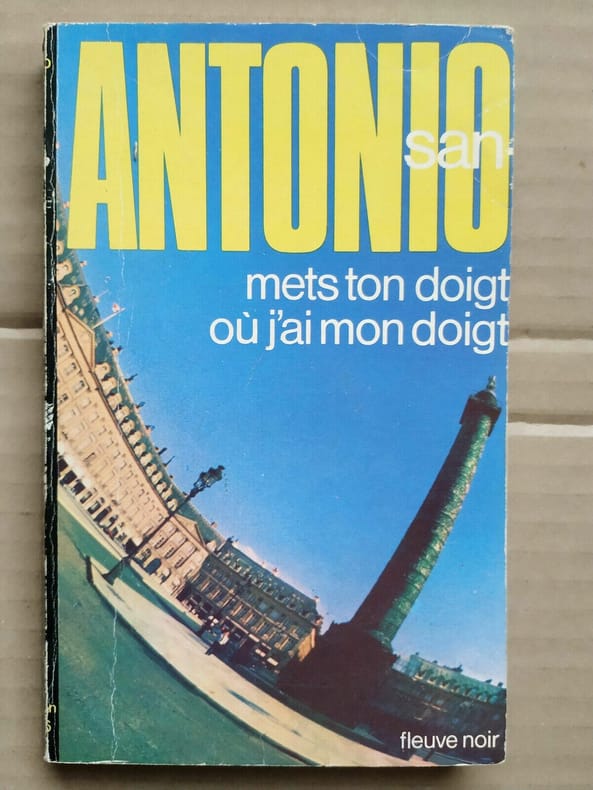 san-
ANTONIO
mets ton doigt
où j'ai mon doigt
fleuve noir